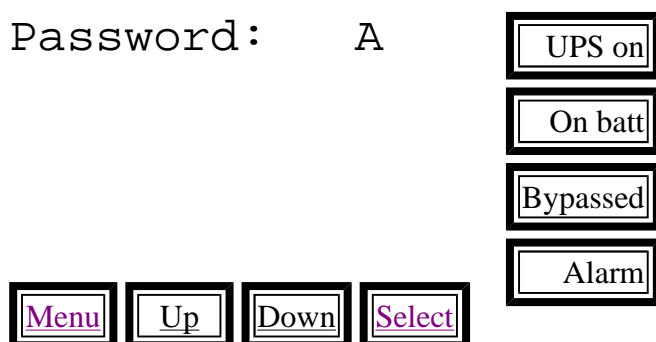 Password: A
UPS on
On batt
Bypassed
Alarm
Menu Up Down Select